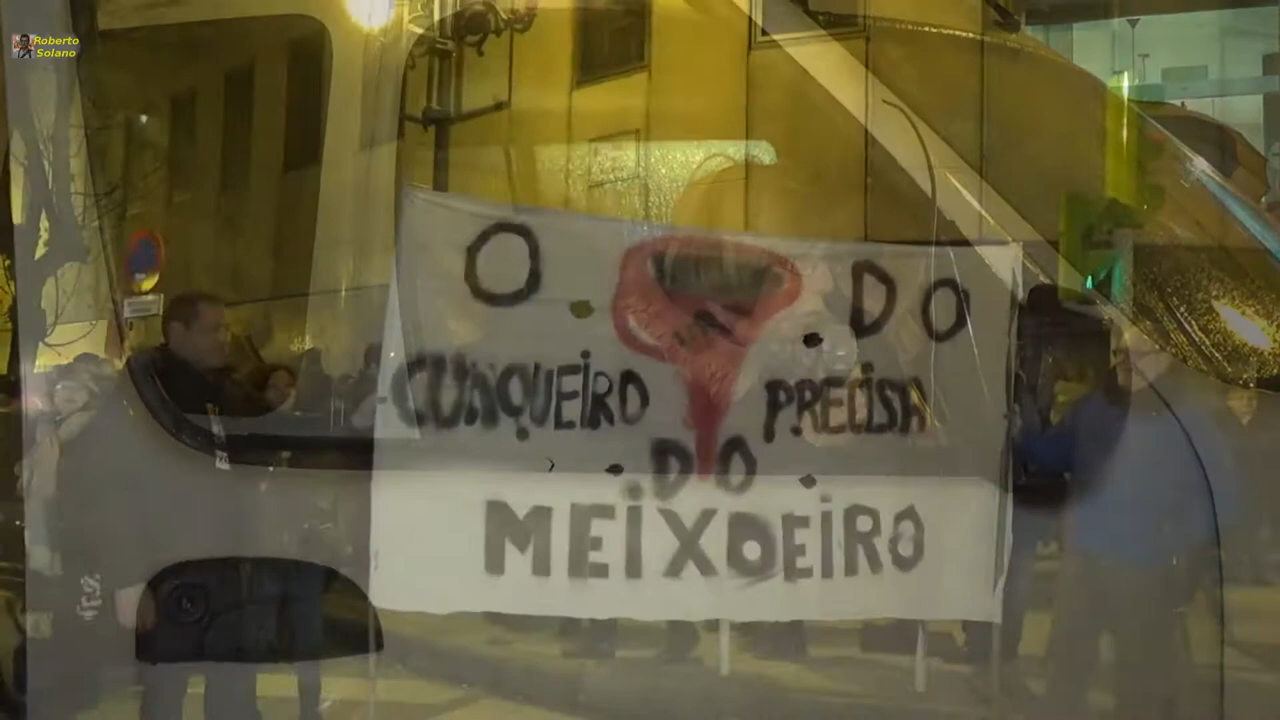 Roberto
Solano
O DO
CUNQUEIRO PRECISA
DO
MEIXOEIRO